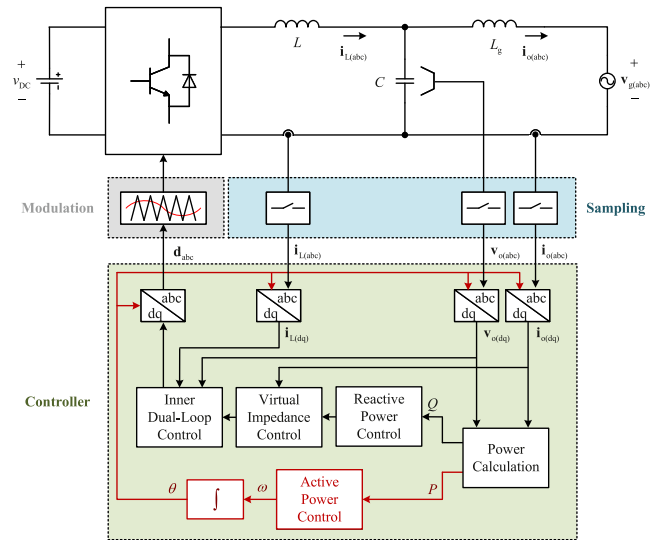 L
i_L(abc)
L_g
i_o(abc)
+
v_DC
−
C
+
v_g(abc)
−
Modulation
Sampling
d_abc
i_L(abc)
v_o(abc)
i_o(abc)
abc
dq
abc
dq
abc
dq
abc
dq
i_L(dq)
v_o(dq)
i_o(dq)
Controller
Inner
Dual-Loop
Control
Virtual
Impedance
Control
Reactive
Power
Control
Q
Power
Calculation
θ
∫
ω
Active
Power
Control
P